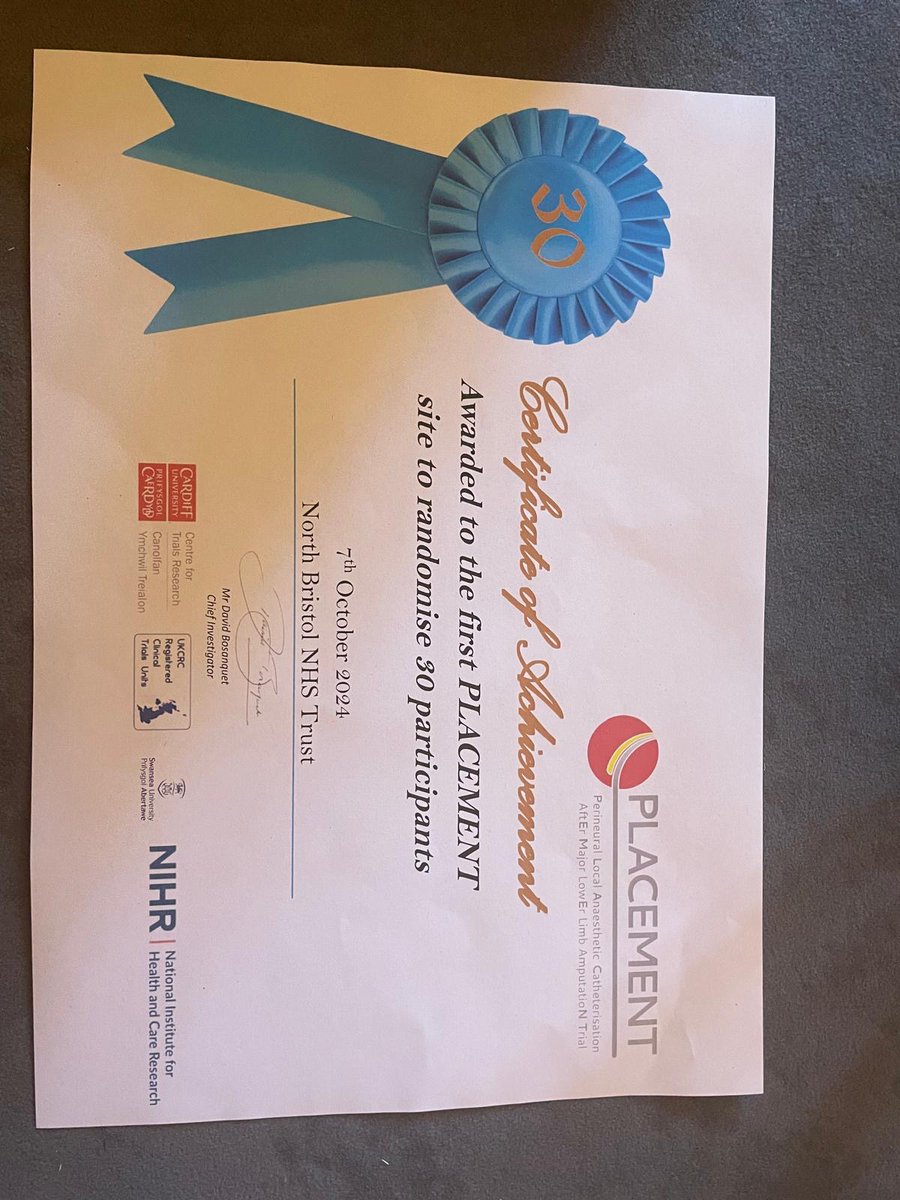 PLACEMENT
Perineural Local Anaesthetic Catheterisation
AftEr Major LowEr Limb AmputatioN Trial
30
Certificate of Achievement
Awarded to the first PLACEMENT
site to randomise 30 participants
7th October 2024
North Bristol NHS Trust
Mr David Bosanquet
Chief Investigator
CARDIFF
UNIVERSITY
PRIFYSGOL
CAERDYDD
Centre for
Trials Research
Canolfan
Ymchwil Treialon
UKCRC
Registered
Clinical
Trials Units
Swansea University
Prifysgol Abertawe
NIHR
National Institute for
Health and Care Research